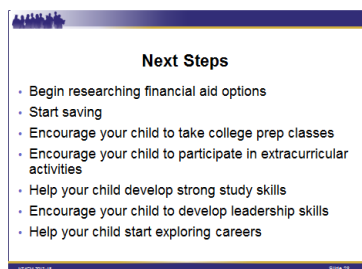 Next Steps
• Begin researching financial aid options
• Start saving
• Encourage your child to take college prep classes
• Encourage your child to participate in extracurricular
activities
• Help your child develop strong study skills
• Encourage your child to develop leadership skills
• Help your child start exploring careers